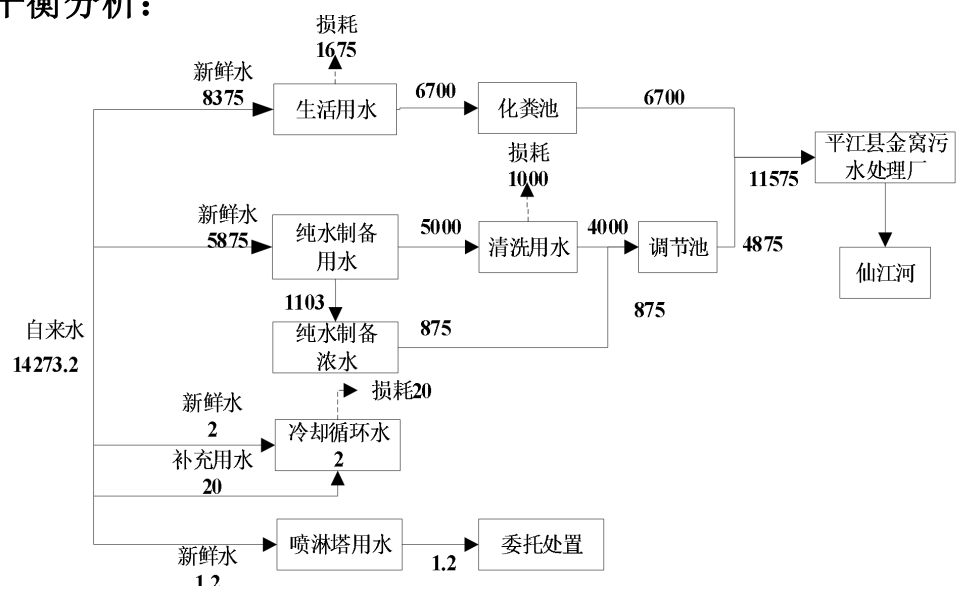 平衡分析：
损耗
1675
新鲜水
8375
生活用水
6700
化粪池
6700
损耗
1000
平江县金窝污
水处理厂
11575
新鲜水
5875
纯水制备
用水
5000
清洗用水
4000
调节池
4875
仙江河
1103
纯水制备
浓水
875
875
自来水
14273.2
损耗20
新鲜水
2
冷却循环水
2
补充用水
20
喷淋塔用水
委托处置
新鲜水
1.2
1.2